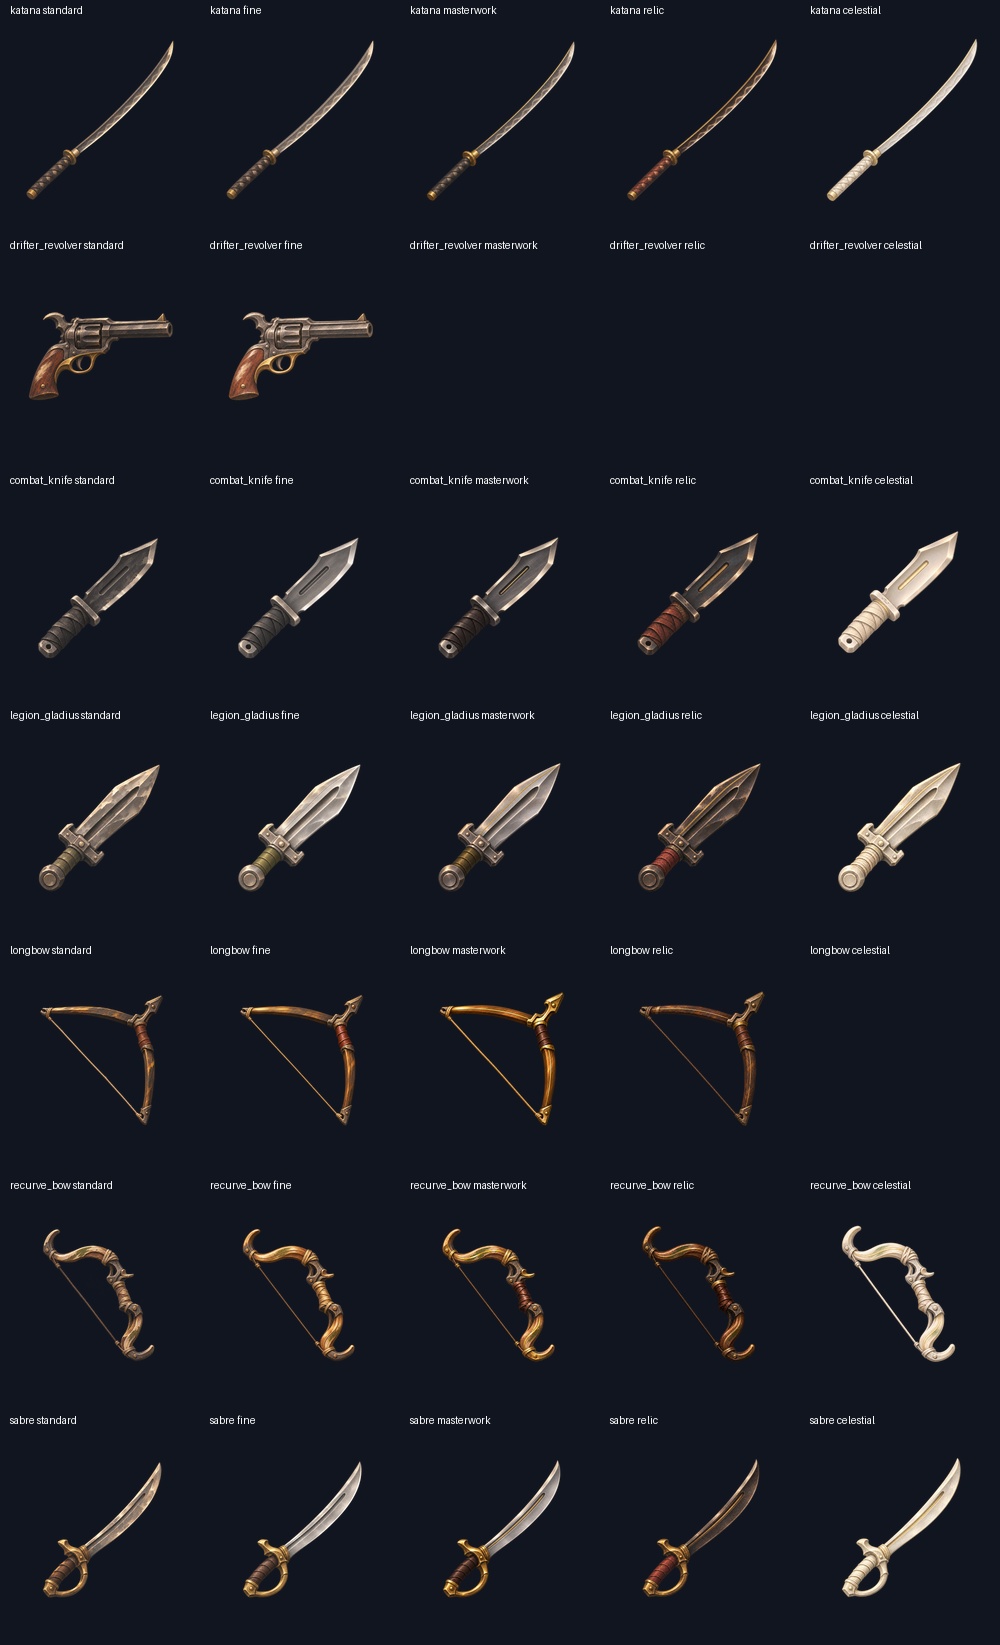 katana standard
katana fine
katana masterwork
katana relic
katana celestial
drifter_revolver standard
drifter_revolver fine
drifter_revolver masterwork
drifter_revolver relic
drifter_revolver celestial
combat_knife standard
combat_knife fine
combat_knife masterwork
combat_knife relic
combat_knife celestial
legion_gladius standard
legion_gladius fine
legion_gladius masterwork
legion_gladius relic
legion_gladius celestial
longbow standard
longbow fine
longbow masterwork
longbow relic
longbow celestial
recurve_bow standard
recurve_bow fine
recurve_bow masterwork
recurve_bow relic
recurve_bow celestial
sabre standard
sabre fine
sabre masterwork
sabre relic
sabre celestial